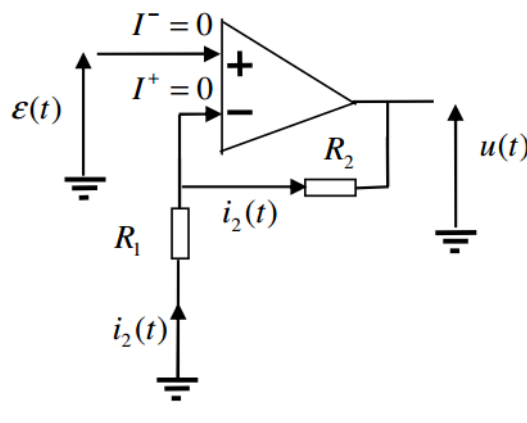 I⁻ = 0
+
ε(t)
I⁺ = 0
−
R₂
u(t)
i₂(t)
R₁
i₂(t)